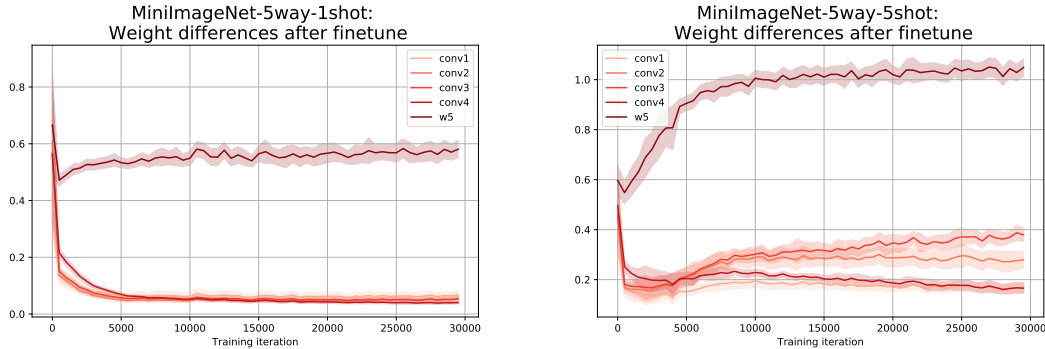 MiniImageNet-5way-1shot:
Weight differences after finetune
conv1
conv2
conv3
conv4
w5
0.8
0.6
0.4
0.2
0.0
0
5000
10000
15000
20000
25000
30000
Training iteration
MiniImageNet-5way-5shot:
Weight differences after finetune
conv1
conv2
conv3
conv4
w5
1.0
0.8
0.6
0.4
0.2
0
5000
10000
15000
20000
25000
30000
Training iteration